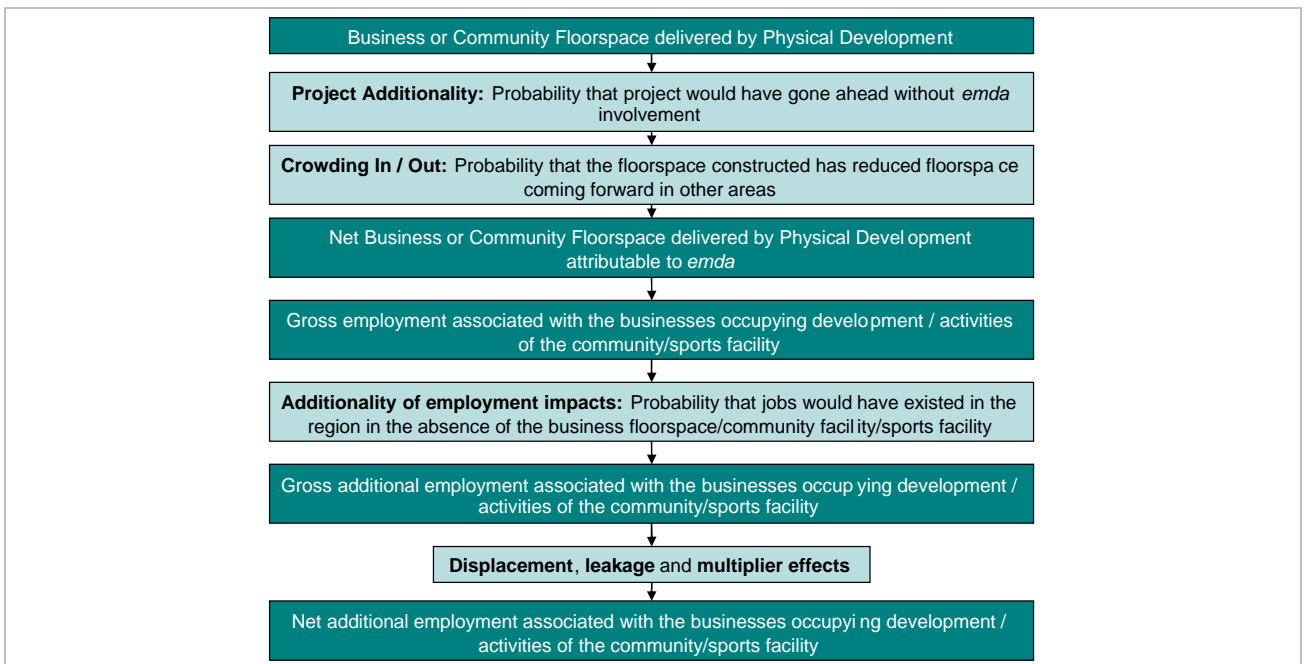 Business or Community Floorspace delivered by Physical Development
Project Additionality: Probability that project would have gone ahead without emda
involvement
Crowding In / Out: Probability that the floorspace constructed has reduced floorspa ce
coming forward in other areas
Net Business or Community Floorspace delivered by Physical Devel opment
attributable to emda
Gross employment associated with the businesses occupying development / activities
of the community/sports facility
Additionality of employment impacts: Probability that jobs would have existed in the
region in the absence of the business floorspace/community facility/sports facility
Gross additional employment associated with the businesses occup ying development /
activities of the community/sports facility
Displacement, leakage and multiplier effects
Net additional employment associated with the businesses occupyi ng development /
activities of the community/sports facility